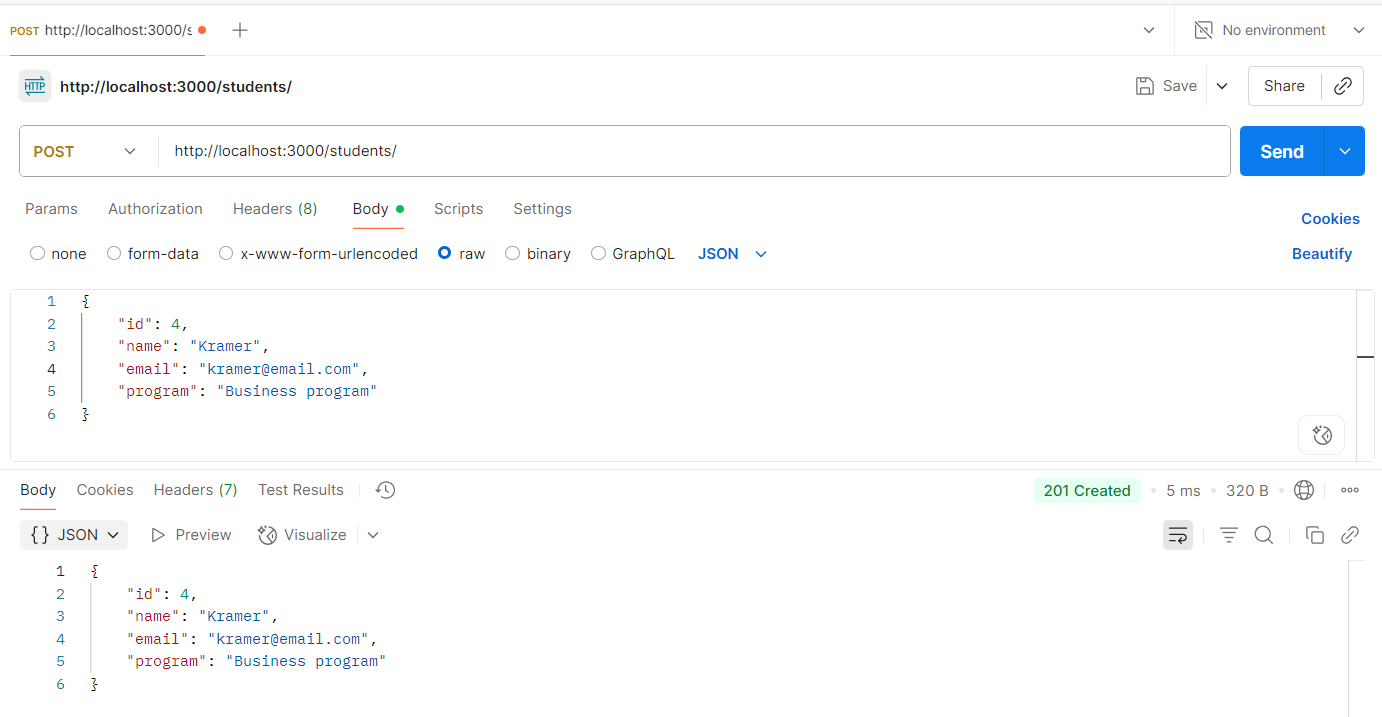 POST http://localhost:3000/s
No environment
HTTP http://localhost:3000/students/
Save
Share
POST http://localhost:3000/students/
Send
Params Authorization Headers (8) Body Scripts Settings
Cookies
none form-data x-www-form-urlencoded raw binary GraphQL JSON
Beautify
1 {
2 "id": 4,
3 "name": "Kramer",
4 "email": "kramer@email.com",
5 "program": "Business program"
6 }
Body Cookies Headers (7) Test Results
201 Created 5 ms 320 B
{} JSON Preview Visualize
1 {
2 "id": 4,
3 "name": "Kramer",
4 "email": "kramer@email.com",
5 "program": "Business program"
6 }